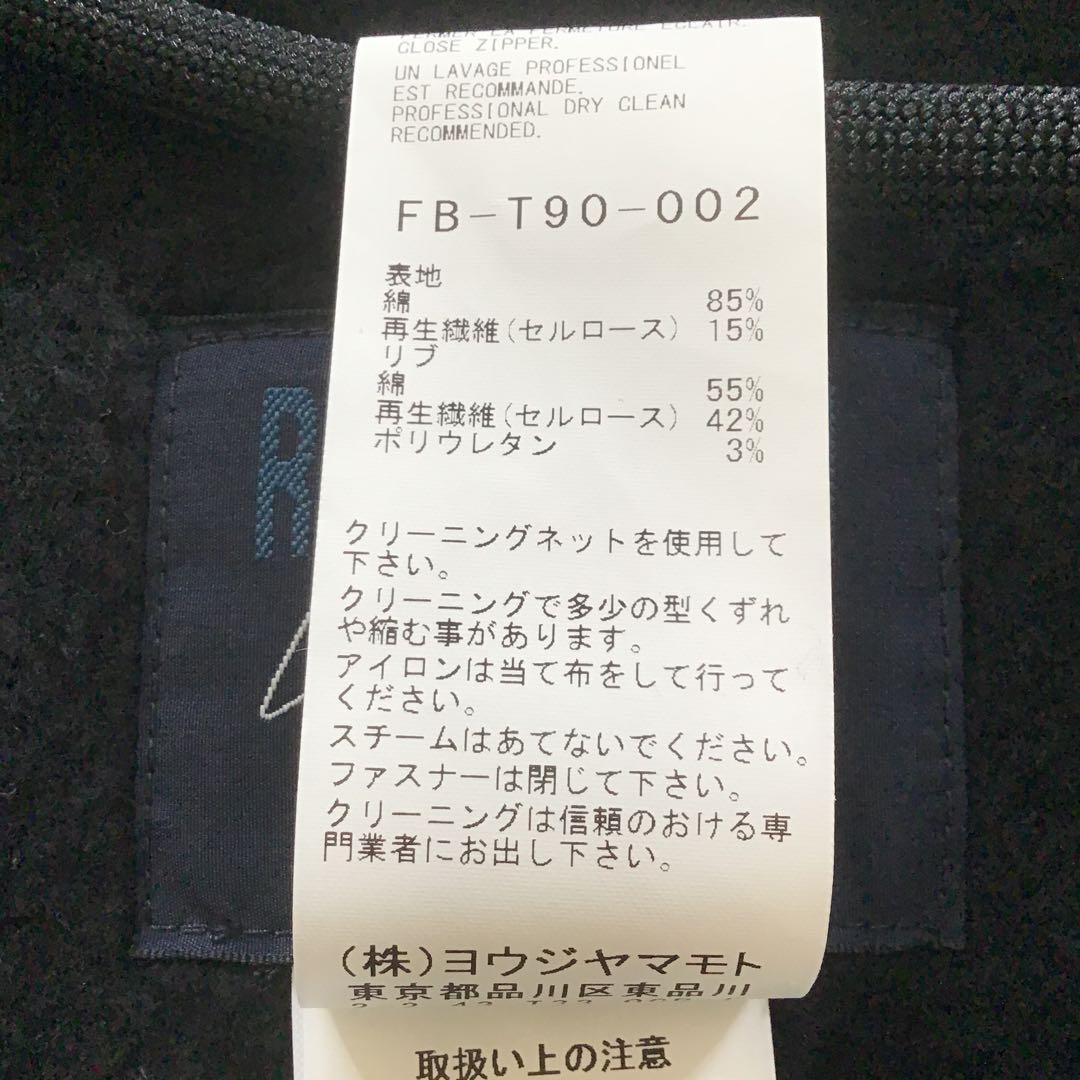 FERMER LA FERMETURE ECLAIR.
CLOSE ZIPPER.
UN LAVAGE PROFESSIONEL
EST RECOMMANDE.
PROFESSIONAL DRY CLEAN
RECOMMENDED.
FB-T90-002
表地
綿 85%
再生繊維(セルロース) 15%
リブ
綿 55%
再生繊維(セルロース) 42%
ポリウレタン 3%
クリーニングネットを使用して
下さい。
クリーニングで多少の型くずれ
や縮む事があります。
アイロンは当て布をして行って
ください。
スチームはあてないでください。
ファスナーは閉じて下さい。
クリーニングは信頼のおける専
門業者にお出し下さい。
(株)ヨウジヤマモト
東京都品川区東品川
取扱い上の注意